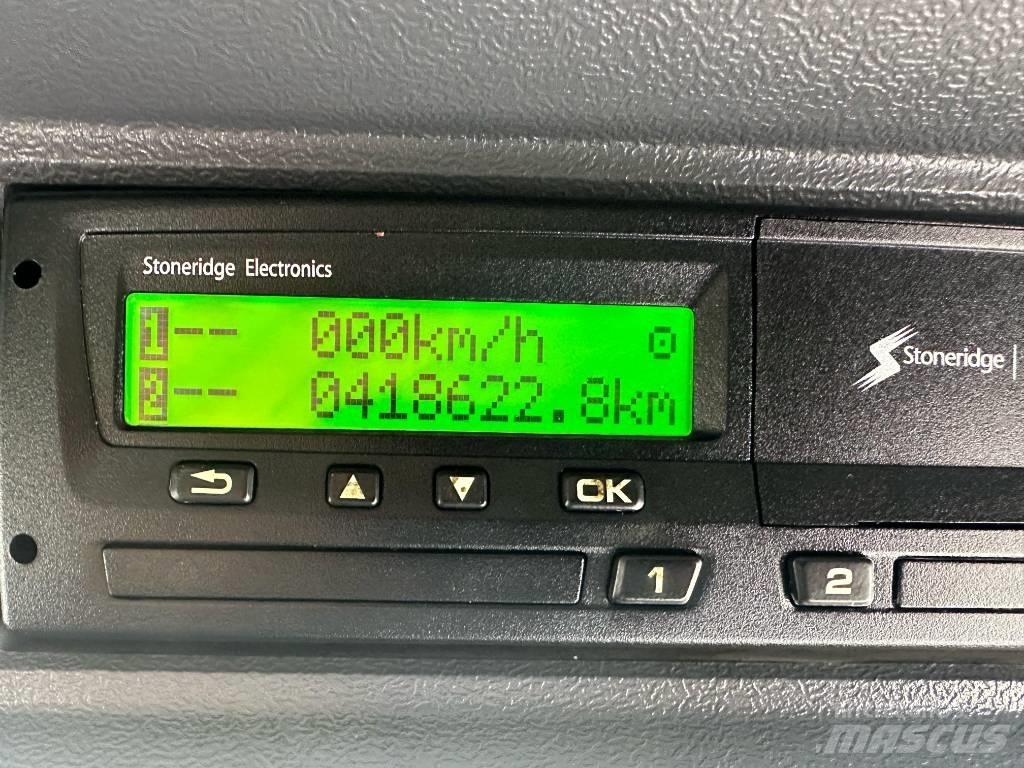 Stoneridge Electronics
1-- 000km/h
2-- 0418622.8km
Stoneridge
OK
1
2
MASCUS